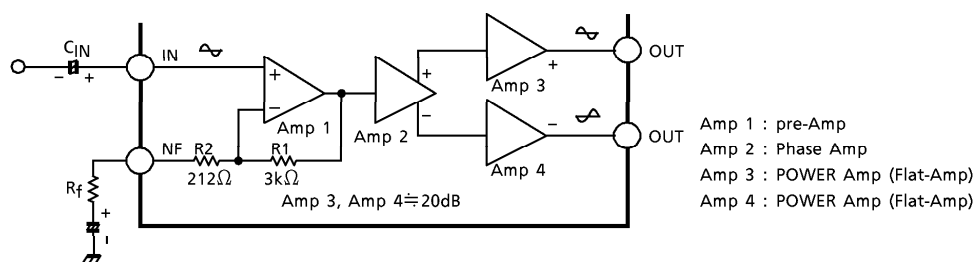 CIN
IN
OUT
Amp 3
Amp 1
Amp 2
Amp 4
OUT
NF
R2
R1
212Ω
3kΩ
Rf
Amp 3, Amp 4≒20dB
Amp 1 : pre-Amp
Amp 2 : Phase Amp
Amp 3 : POWER Amp (Flat-Amp)
Amp 4 : POWER Amp (Flat-Amp)